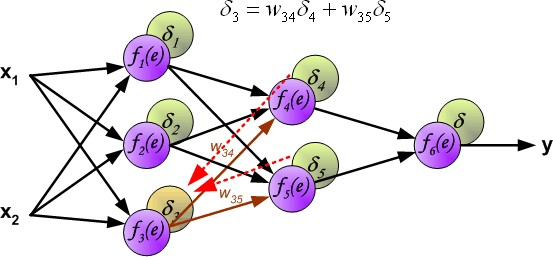 δ₃ = w₃₄δ₄ + w₃₅δ₅
x₁
x₂
f₁(e)
δ₁
f₂(e)
δ₂
f₃(e)
δ₃
w₃₄
w₃₅
f₄(e)
δ₄
f₅(e)
δ₅
f₆(e)
δ
y